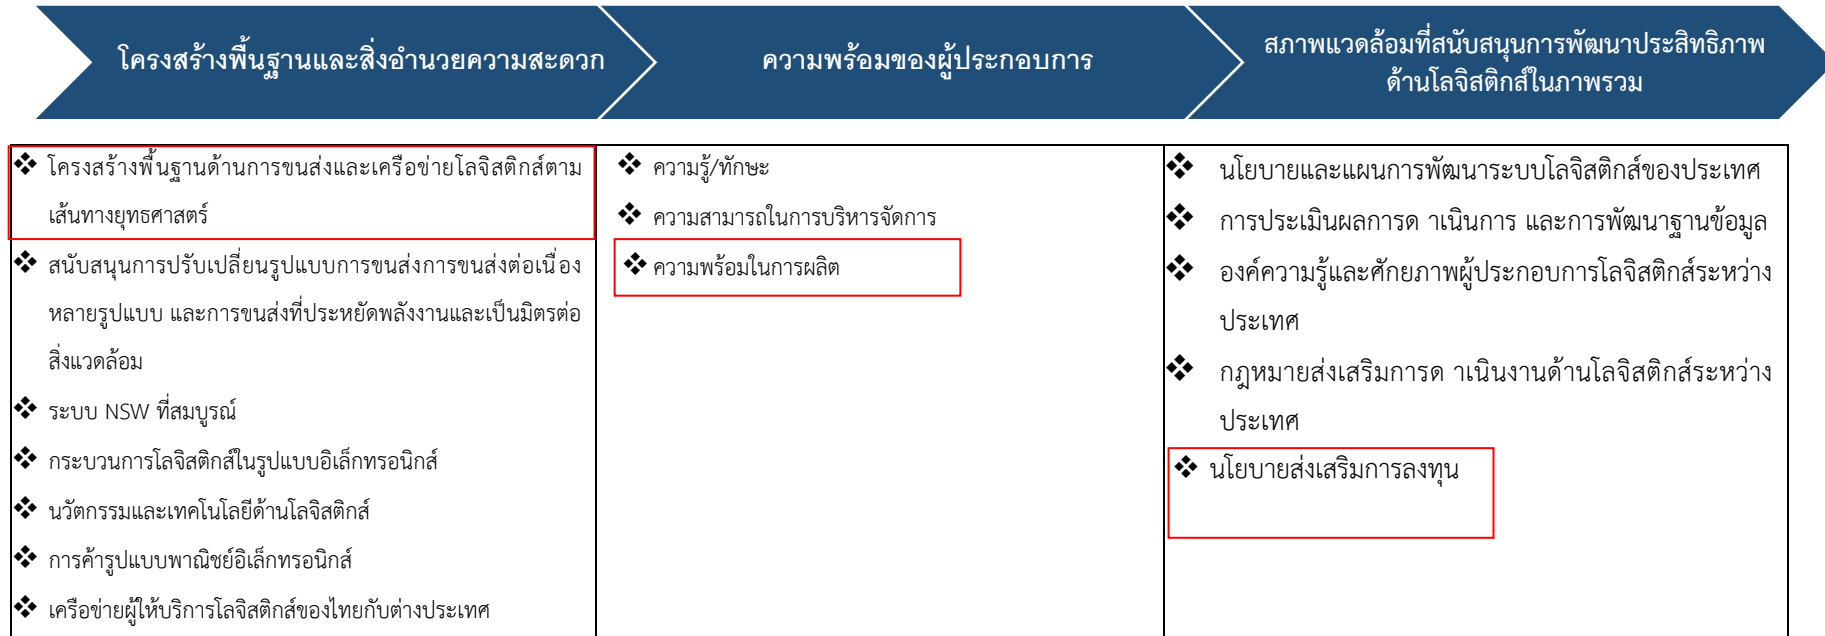 โครงสร้างพื้นฐานและสิ่งอำนวยความสะดวก
ความพร้อมของผู้ประกอบการ
สภาพแวดล้อมที่สนับสนุนการพัฒนาประสิทธิภาพ
ด้านโลจิสติกส์ในภาพรวม
❖ โครงสร้างพื้นฐานด้านการขนส่งและเครือข่ายโลจิสติกส์ตาม
เส้นทางยุทธศาสตร์
❖ สนับสนุนการปรับเปลี่ยนรูปแบบการขนส่งการขนส่งต่อเนื่อง
หลายรูปแบบ และการขนส่งที่ประหยัดพลังงานและเป็นมิตรต่อ
สิ่งแวดล้อม
❖ ระบบ NSW ที่สมบูรณ์
❖ กระบวนการโลจิสติกส์ในรูปแบบอิเล็กทรอนิกส์
❖ นวัตกรรมและเทคโนโลยีด้านโลจิสติกส์
❖ การค้ารูปแบบพาณิชย์อิเล็กทรอนิกส์
❖ เครือข่ายผู้ให้บริการโลจิสติกส์ของไทยกับต่างประเทศ
❖ ความรู้/ทักษะ
❖ ความสามารถในการบริหารจัดการ
❖ ความพร้อมในการผลิต
❖ นโยบายและแผนการพัฒนาระบบโลจิสติกส์ของประเทศ
❖ การประเมินผลการด าเนินการ และการพัฒนาฐานข้อมูล
❖ องค์ความรู้และศักยภาพผู้ประกอบการโลจิสติกส์ระหว่าง
ประเทศ
❖ กฎหมายส่งเสริมการด าเนินงานด้านโลจิสติกส์ระหว่าง
ประเทศ
❖ นโยบายส่งเสริมการลงทุน